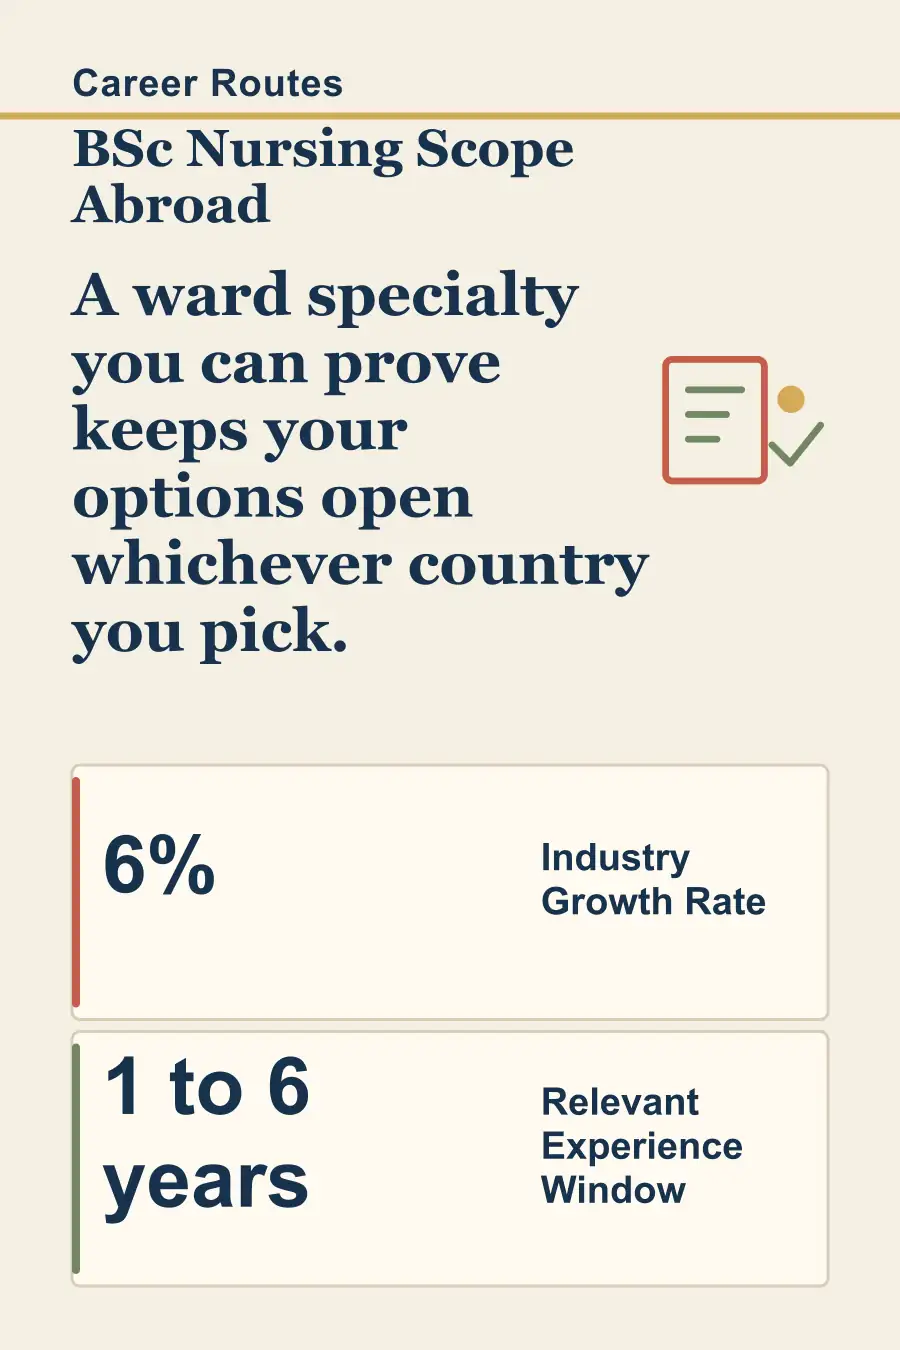 Career Routes
BSc Nursing Scope
Abroad
A ward specialty
you can prove
keeps your
options open
whichever country
you pick.
6%
Industry
Growth Rate
1 to 6
years
Relevant
Experience
Window